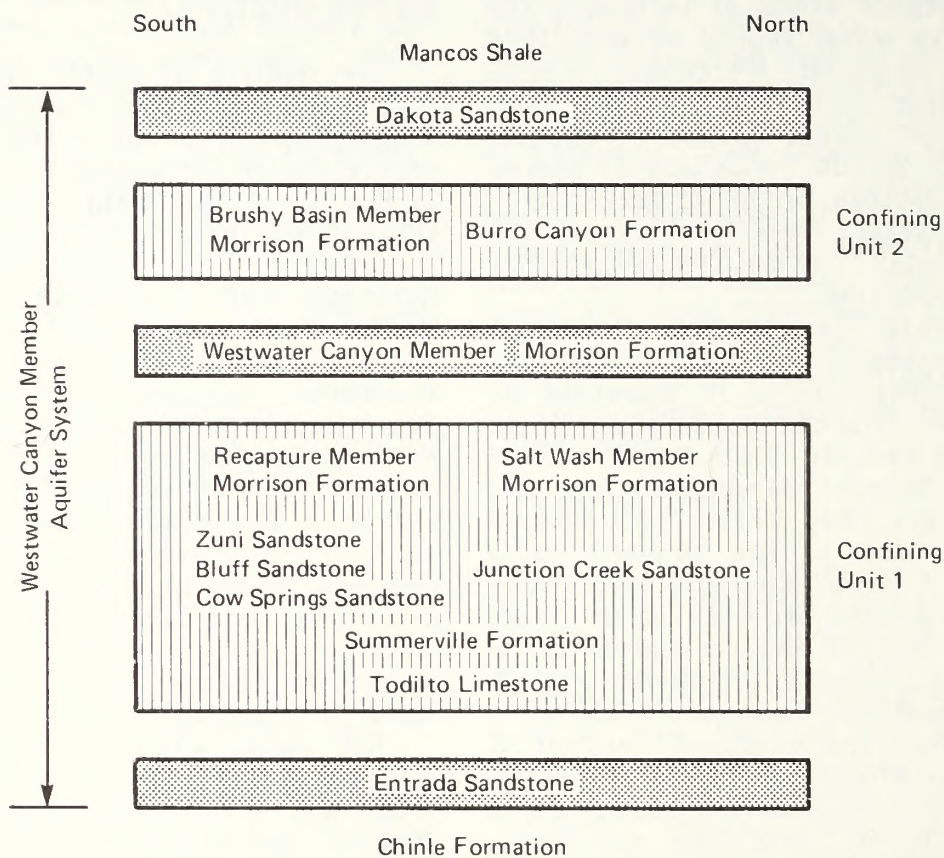 South
North
Mancos Shale
Dakota Sandstone
Brushy Basin Member
Morrison Formation
Burro Canyon Formation
Confining
Unit 2
Westwater Canyon Member
Aquifer System
Westwater Canyon Member Morrison Formation
Recapture Member
Morrison Formation
Salt Wash Member
Morrison Formation
Zuni Sandstone
Bluff Sandstone
Cow Springs Sandstone
Junction Creek Sandstone
Confining
Unit 1
Summerville Formation
Todilto Limestone
Entrada Sandstone
Chinle Formation